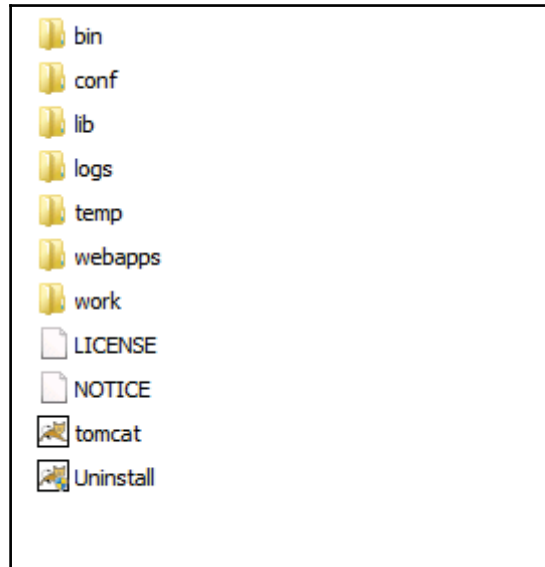 bin
conf
lib
logs
temp
webapps
work
LICENSE
NOTICE
tomcat
Uninstall